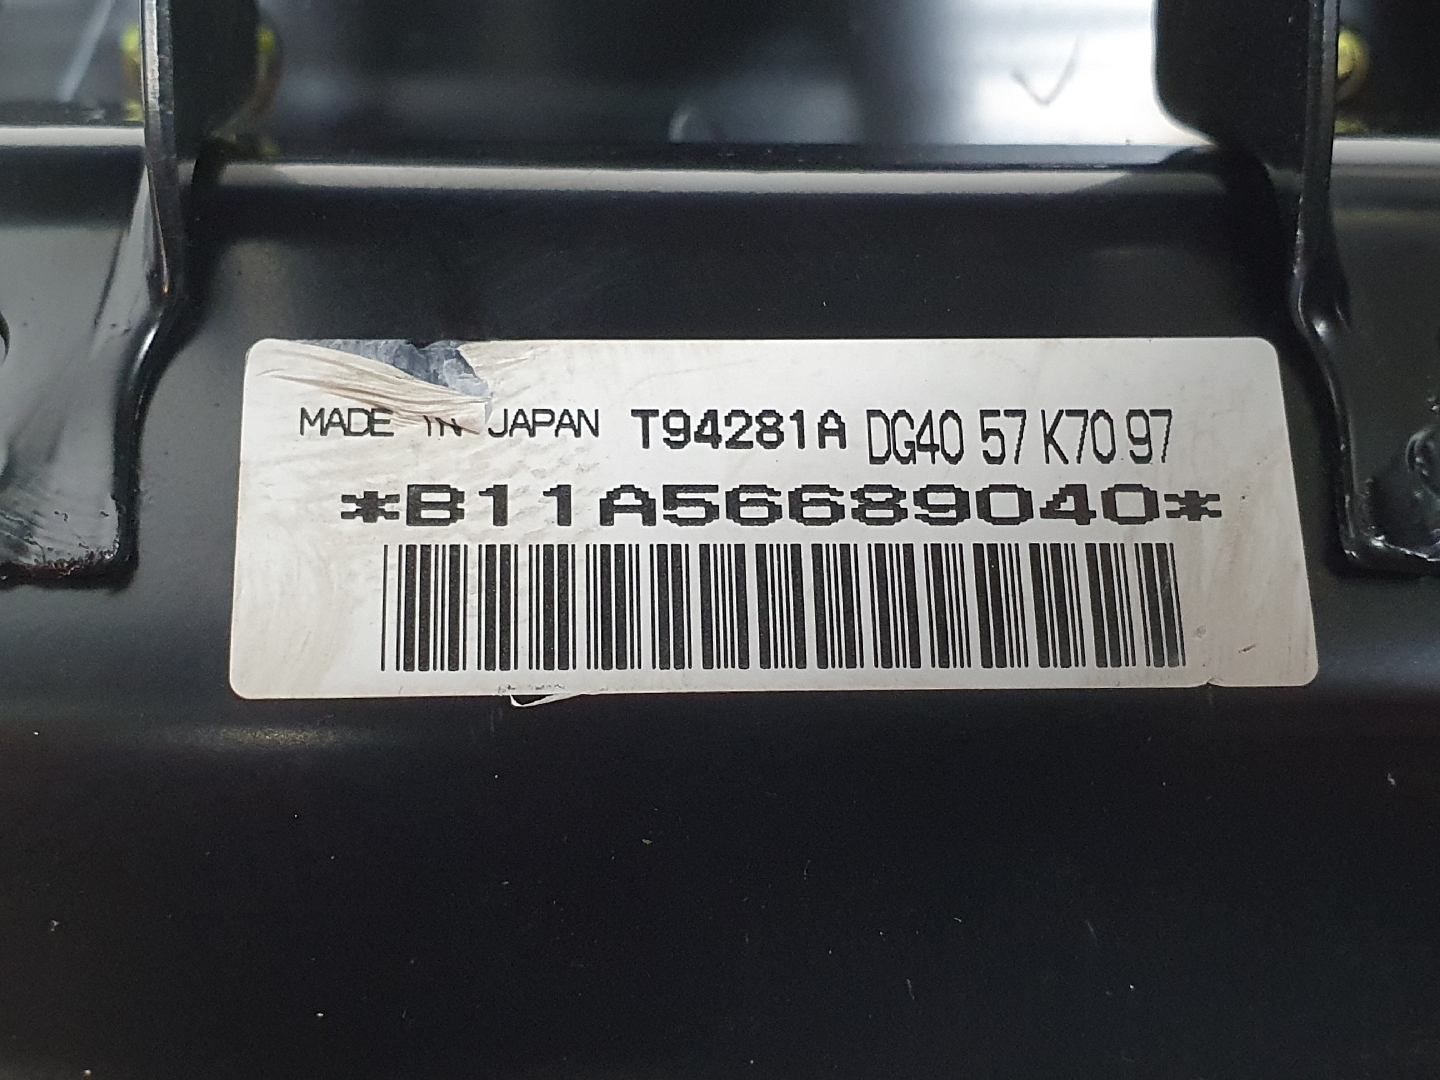 MADE IN JAPAN T94281A DG40 57 K70 97
*B11A56689040*